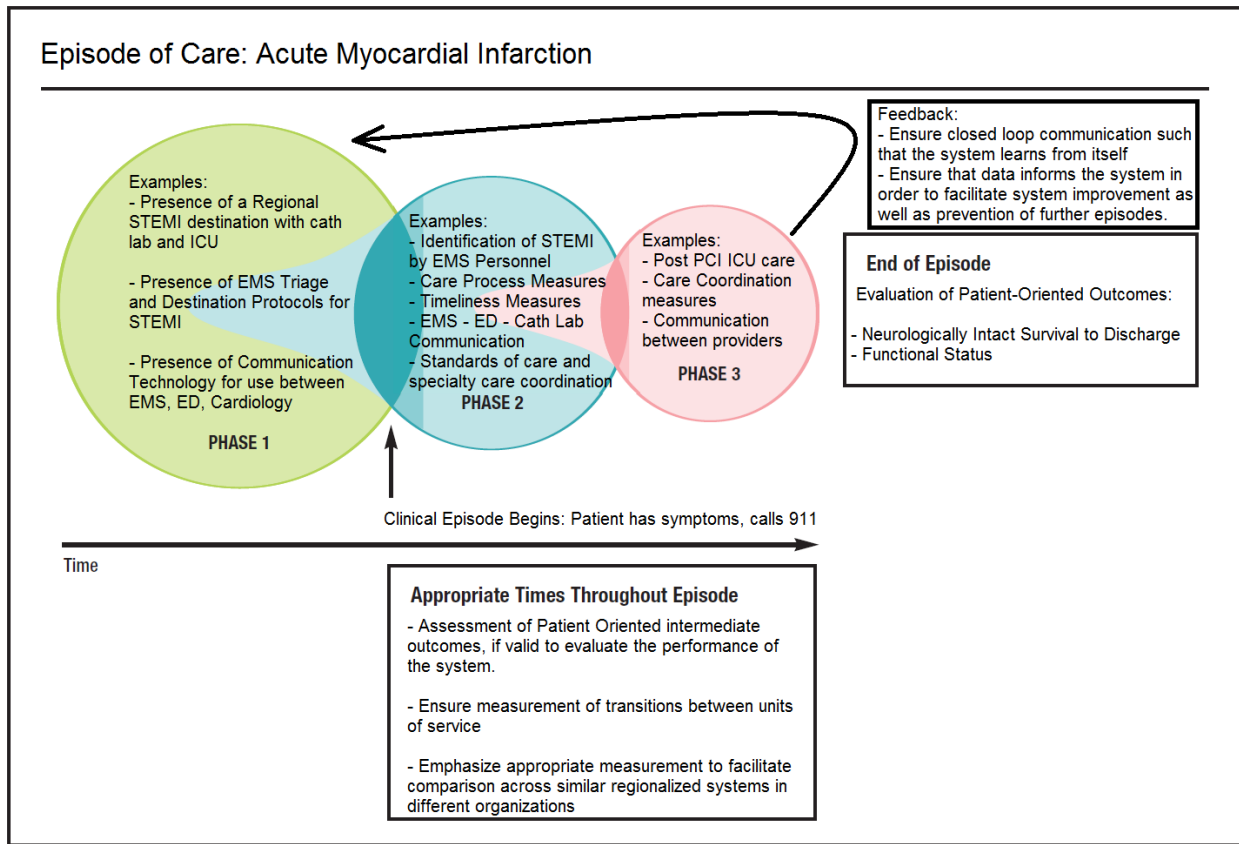 Episode of Care: Acute Myocardial Infarction
Examples:
- Presence of a Regional
STEMI destination with cath
lab and ICU
- Presence of EMS Triage
and Destination Protocols for
STEMI
- Presence of Communication
Technology for use between
EMS, ED, Cardiology
PHASE 1
Examples:
- Identification of STEMI
by EMS Personnel
- Care Process Measures
- Timeliness Measures
- EMS - ED - Cath Lab
Communication
- Standards of care and
specialty care coordination
PHASE 2
Examples:
- Post PCI ICU care
- Care Coordination
measures
- Communication
between providers
PHASE 3
Feedback:
- Ensure closed loop communication such
that the system learns from itself
- Ensure that data informs the system in
order to facilitate system improvement as
well as prevention of further episodes.
End of Episode
Evaluation of Patient-Oriented Outcomes:
- Neurologically Intact Survival to Discharge
- Functional Status
Clinical Episode Begins: Patient has symptoms, calls 911
Time
Appropriate Times Throughout Episode
- Assessment of Patient Oriented intermediate
outcomes, if valid to evaluate the performance of
the system.
- Ensure measurement of transitions between units
of service
- Emphasize appropriate measurement to facilitate
comparison across similar regionalized systems in
different organizations